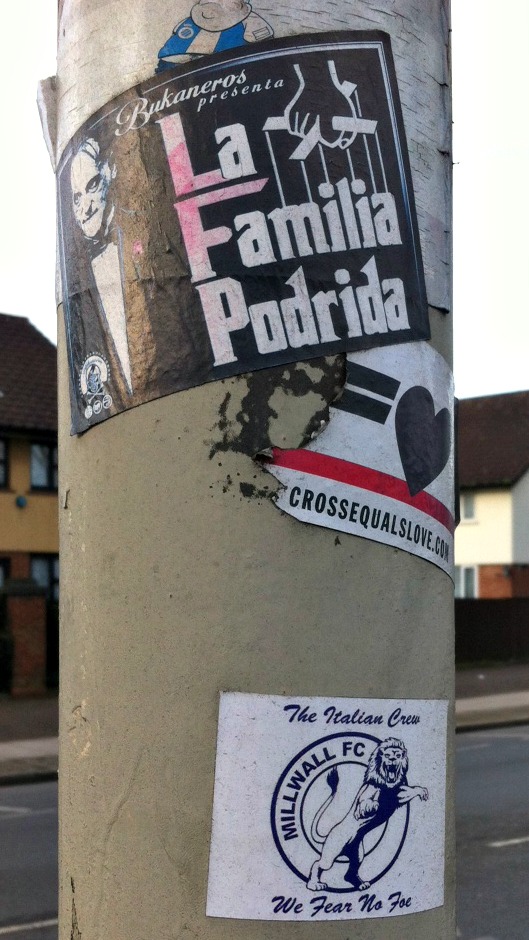 Bukaneros
presenta
La
Familia
Podrida
=
CROSSEQUALSLOVE.COM
The Italian Crew
MILLWALL FC
We Fear No Foe